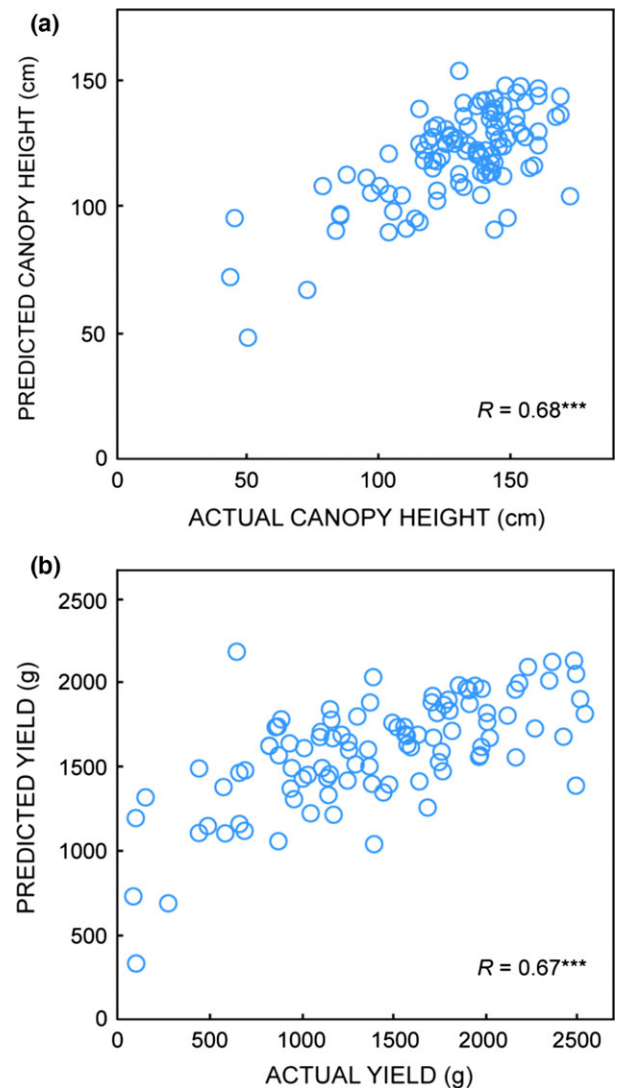 (a)
PREDICTED CANOPY HEIGHT (cm)
150
100
50
0
R = 0.68***
0 50 100 150
ACTUAL CANOPY HEIGHT (cm)
(b)
PREDICTED YIELD (g)
2500
2000
1500
1000
500
0
R = 0.67***
0 500 1000 1500 2000 2500
ACTUAL YIELD (g)